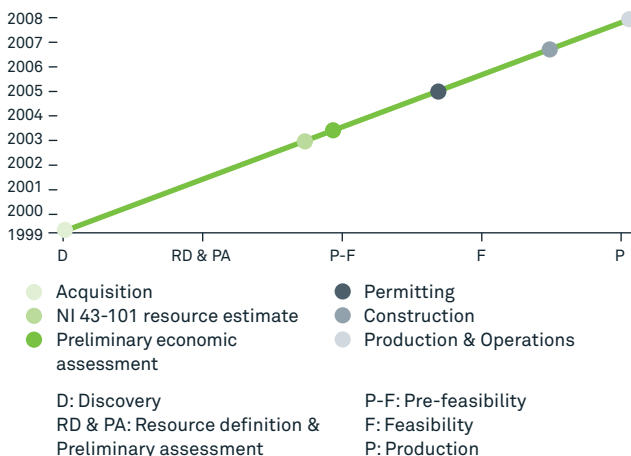 2008
2007
2006
2005
2004
2003
2002
2001
2000
1999
D RD & PA P-F F P
Acquisition
NI 43-101 resource estimate
Preliminary economic
assessment
Permitting
Construction
Production & Operations
D: Discovery
RD & PA: Resource definition &
Preliminary assessment
P-F: Pre-feasibility
F: Feasibility
P: Production